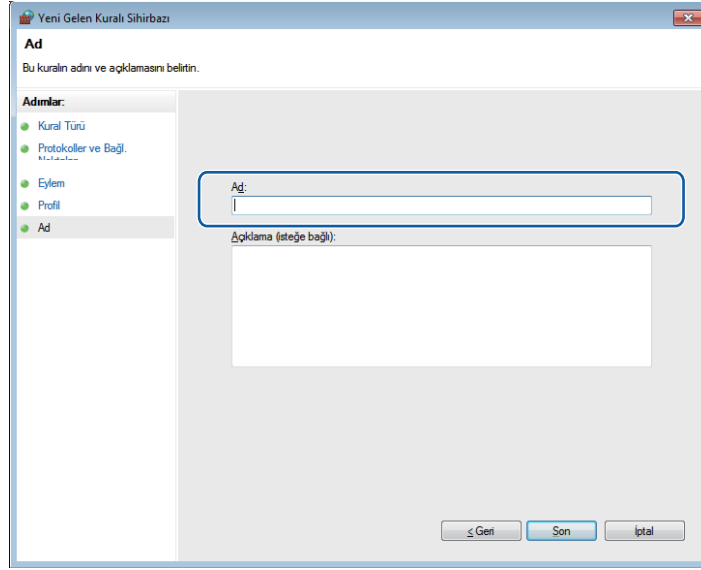 Yeni Gelen Kuralı Sihirbazı
Ad
Bu kuralın adını ve açıklamasını belirtin.
Adımlar:
Kural Türü
Protokoller ve Bağl.
Eylem
Profil
Ad
Ad:
Açıklama (isteğe bağlı):
< Geri
Son
İptal